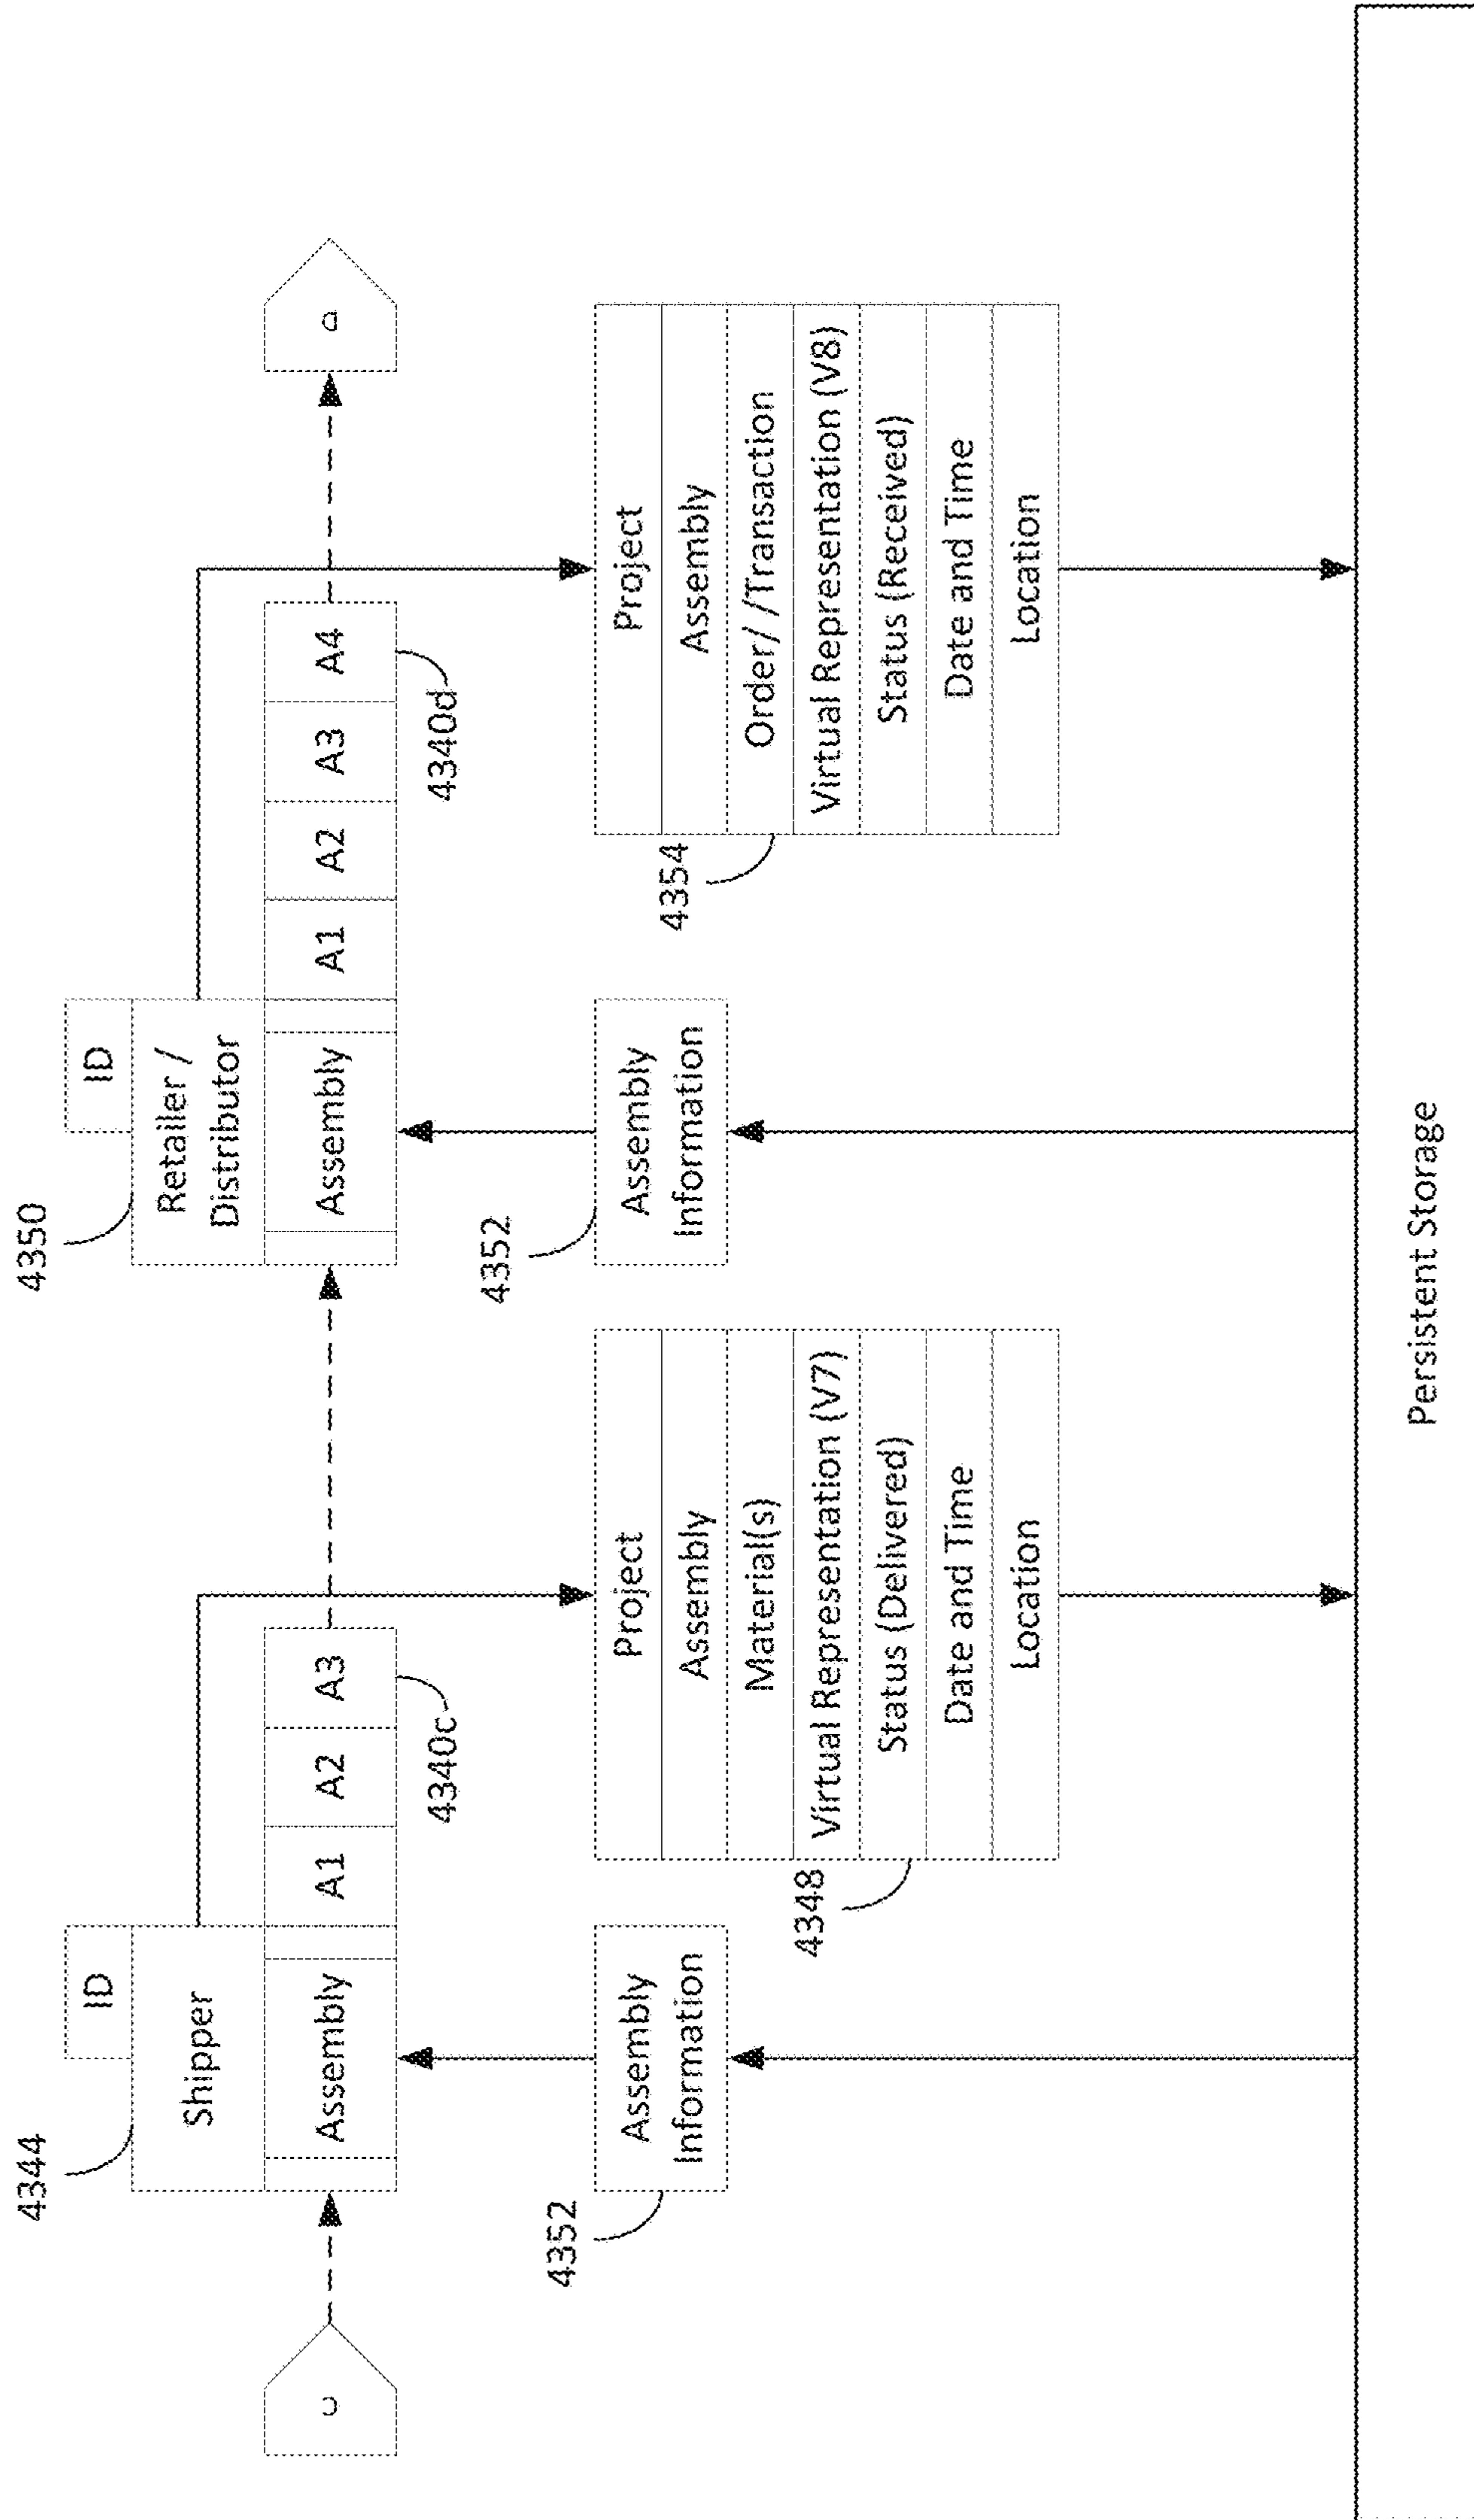 4344
ID
Shipper
Assembly
A1
A2
A3
4340c
c
4352
Assembly
Information
4348
Project
Assembly
Material(s)
Virtual Representation (V7)
Status (Delivered)
Date and Time
Location
4350
ID
Retailer /
Distributor
Assembly
A1
A2
A3
A4
4340d
d
4352
Assembly
Information
4354
Project
Assembly
Order/ /Transaction
Virtual Representation (V8)
Status (Received)
Date and Time
Location
Persistent Storage